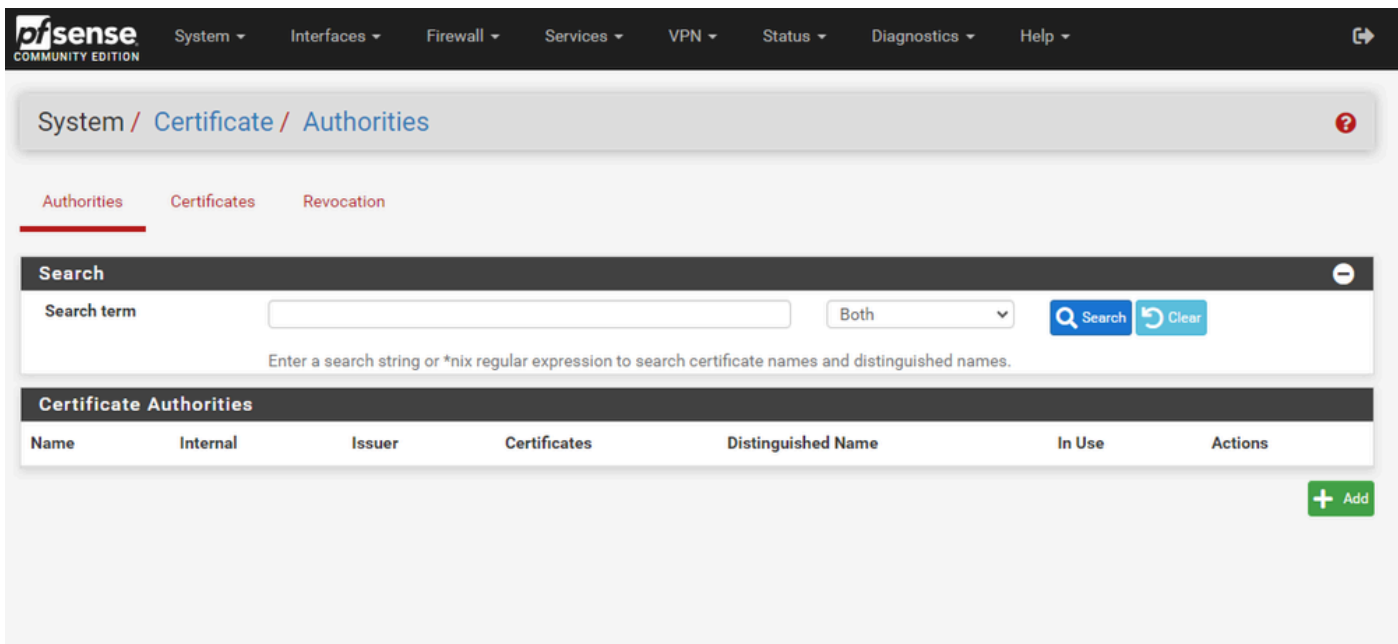 pfsense
COMMUNITY EDITION
System Interfaces Firewall Services VPN Status Diagnostics Help
System / Certificate / Authorities
Authorities Certificates Revocation
Search
Search term Both Search Clear
Enter a search string or *nix regular expression to search certificate names and distinguished names.
Certificate Authorities
Name Internal Issuer Certificates Distinguished Name In Use Actions
Add